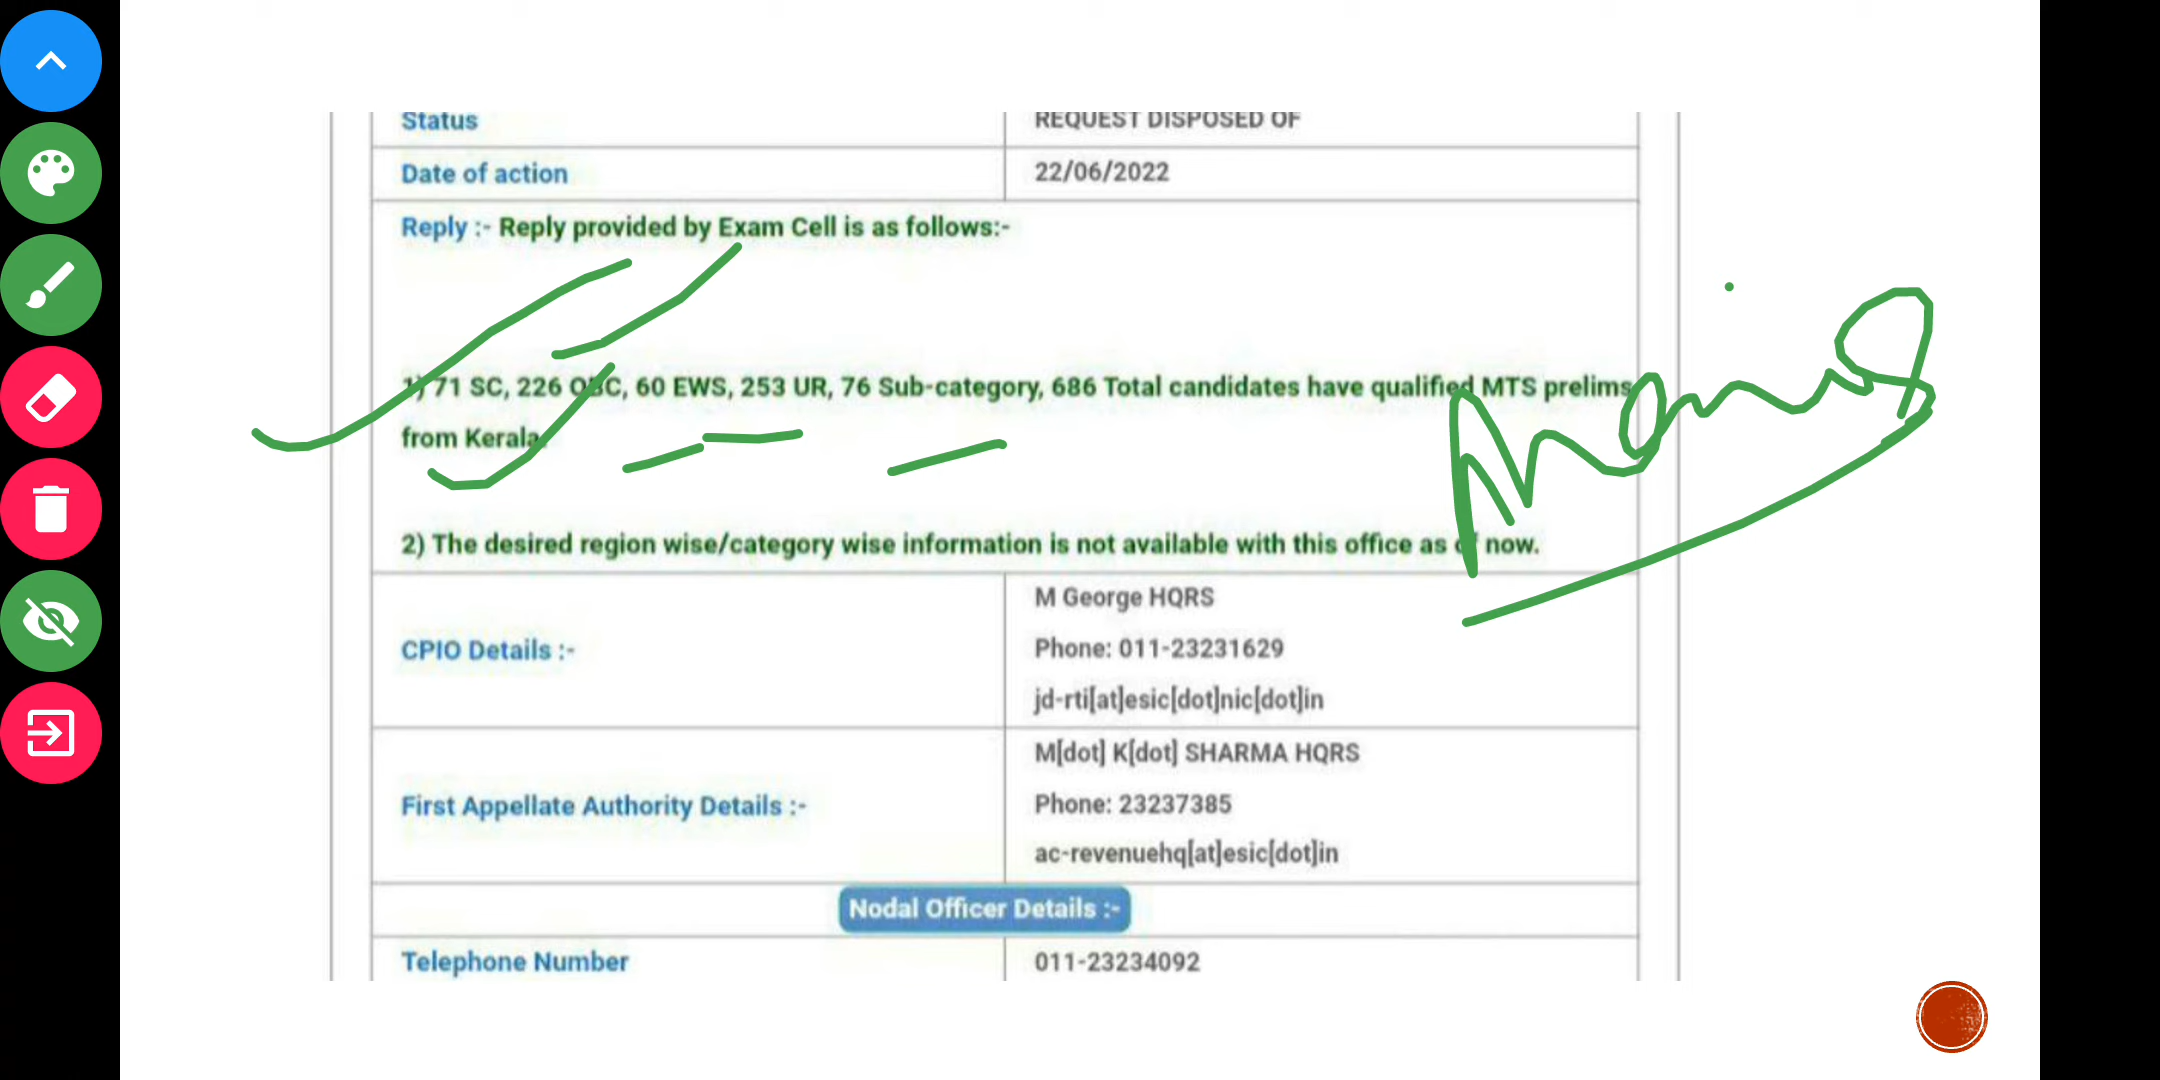 Status
REQUEST DISPOSED OF
Date of action
22/06/2022
Reply :- Reply provided by Exam Cell is as follows:-
1) 71 SC, 226 OBC, 60 EWS, 253 UR, 76 Sub-category, 686 Total candidates have qualified MTS prelims
from Kerala.
2) The desired region wise/category wise information is not available with this office as of now.
CPIO Details :-
M George HQRS
Phone: 011-23231629
jd-rti[at]esic[dot]nic[dot]in
First Appellate Authority Details :-
M[dot] K[dot] SHARMA HQRS
Phone: 23237385
ac-revenuehq[at]esic[dot]in
Nodal Officer Details :-
Telephone Number
011-23234092